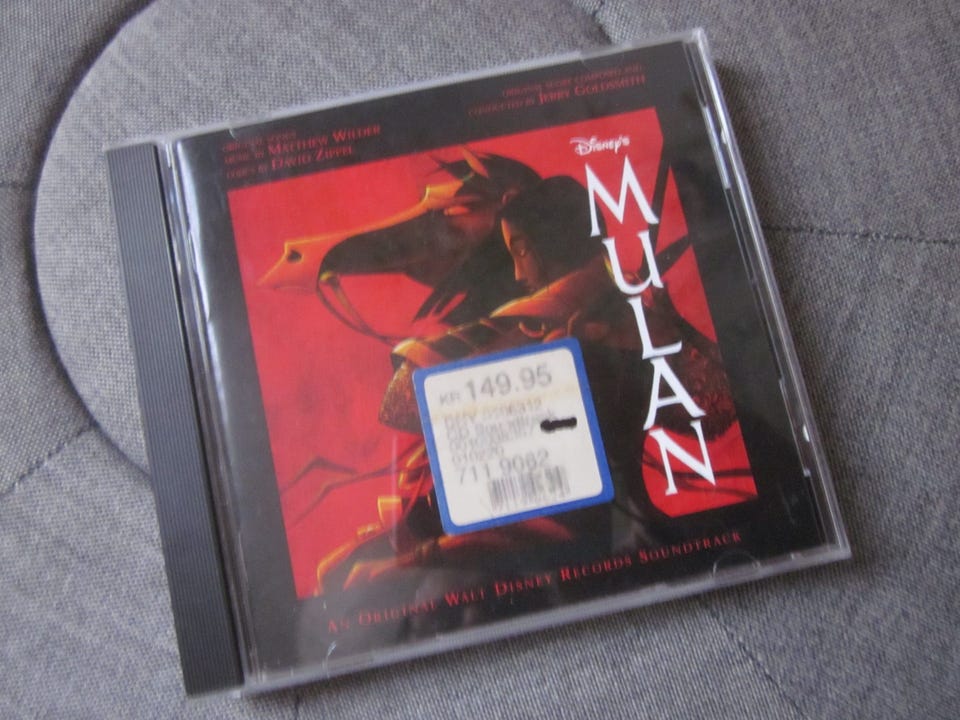 ORIGINAL SONGS
MUSIC BY MATTHEW WILDER
LYRICS BY DAVID ZIPPEL
ORIGINAL SCORE COMPOSED AND
CONDUCTED BY JERRY GOLDSMITH
DISNEY'S
MULAN
KR 149.95
711.9062
AN ORIGINAL WALT DISNEY RECORDS SOUNDTRACK